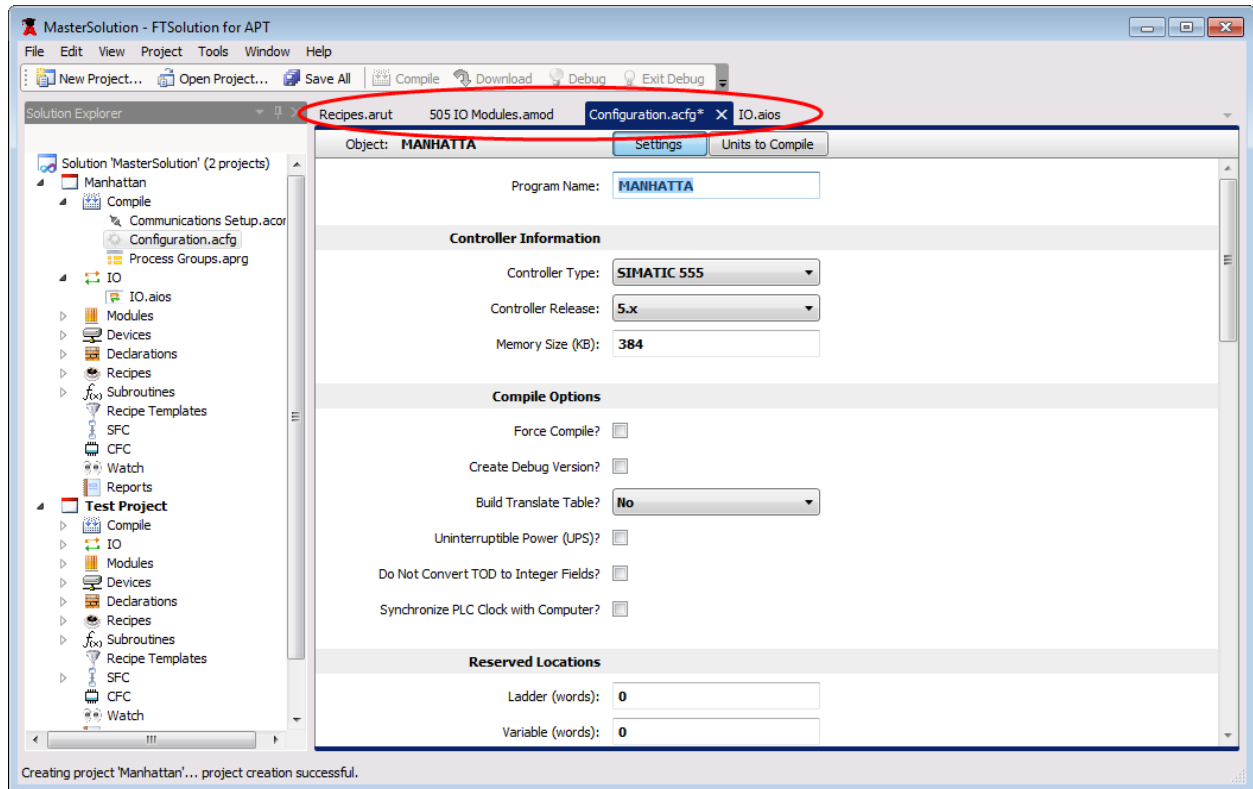 MasterSolution - FTSolution for APT
File Edit View Project Tools Window Help
New Project... Open Project... Save All Compile Download Debug Exit Debug
Solution Explorer
Recipes.arut 505 IO Modules.amod Configuration.acfg* IO.aios
Object: MANHATTA Settings Units to Compile
Solution 'MasterSolution' (2 projects)
Manhattan
Compile
Communications Setup.acor
Configuration.acfg
Process Groups.aprg
IO
IO.aios
Modules
Devices
Declarations
Recipes
f(x) Subroutines
Recipe Templates
SFC
CFC
Watch
Reports
Test Project
Compile
IO
Modules
Devices
Declarations
Recipes
f(x) Subroutines
Recipe Templates
SFC
CFC
Watch
Program Name: MANHATTA
Controller Information
Controller Type: SIMATIC 555
Controller Release: 5.x
Memory Size (KB): 384
Compile Options
Force Compile?
Create Debug Version?
Build Translate Table? No
Uninterruptible Power (UPS)?
Do Not Convert TOD to Integer Fields?
Synchronize PLC Clock with Computer?
Reserved Locations
Ladder (words): 0
Variable (words): 0
Creating project 'Manhattan'... project creation successful.